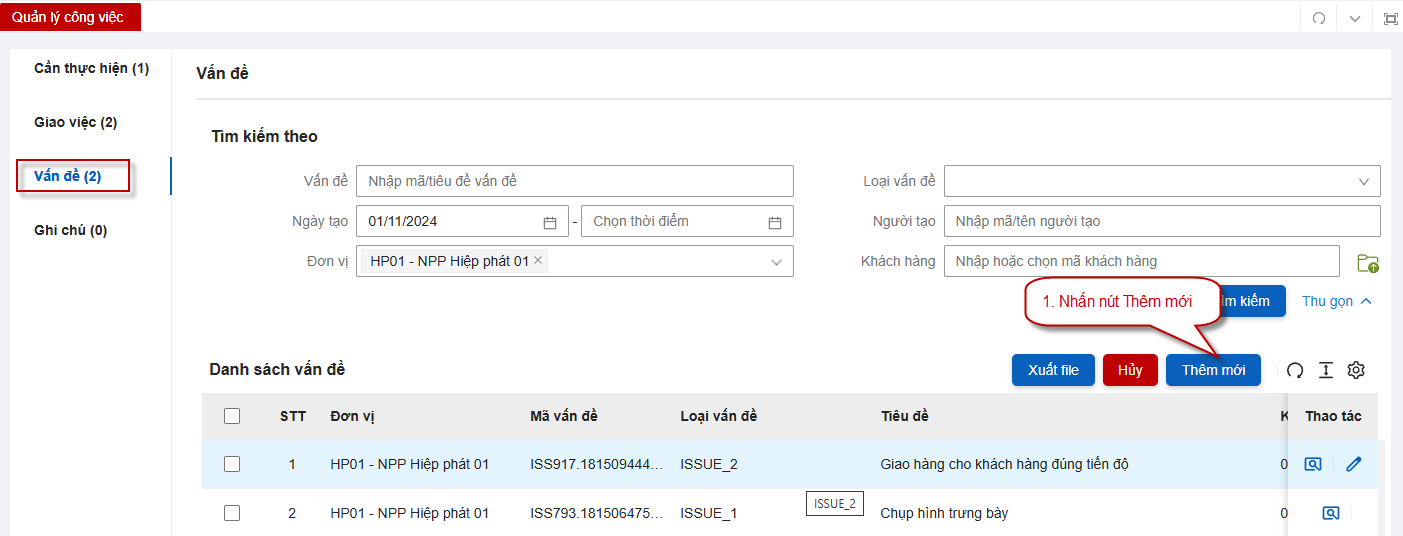 Quản lý công việc
Cần thực hiện (1)
Giao việc (2)
Vấn đề (2)
Ghi chú (0)
Vấn đề
Tìm kiếm theo
Vấn đề Nhập mã/tiêu đề vấn đề Loại vấn đề
Ngày tạo 01/11/2024 - Chọn thời điểm Người tạo Nhập mã/tên người tạo
Đơn vị HP01 - NPP Hiệp phát 01 Khách hàng Nhập hoặc chọn mã khách hàng
1. Nhấn nút Thêm mới kiếm Thu gọn
Danh sách vấn đề Xuất file Hủy Thêm mới
STT Đơn vị Mã vấn đề Loại vấn đề Tiêu đề K Thao tác
1 HP01 - NPP Hiệp phát 01 ISS917.181509444... ISSUE_2 Giao hàng cho khách hàng đúng tiến độ 0
ISSUE_2
2 HP01 - NPP Hiệp phát 01 ISS793.181506475... ISSUE_1 Chụp hình trưng bày 0